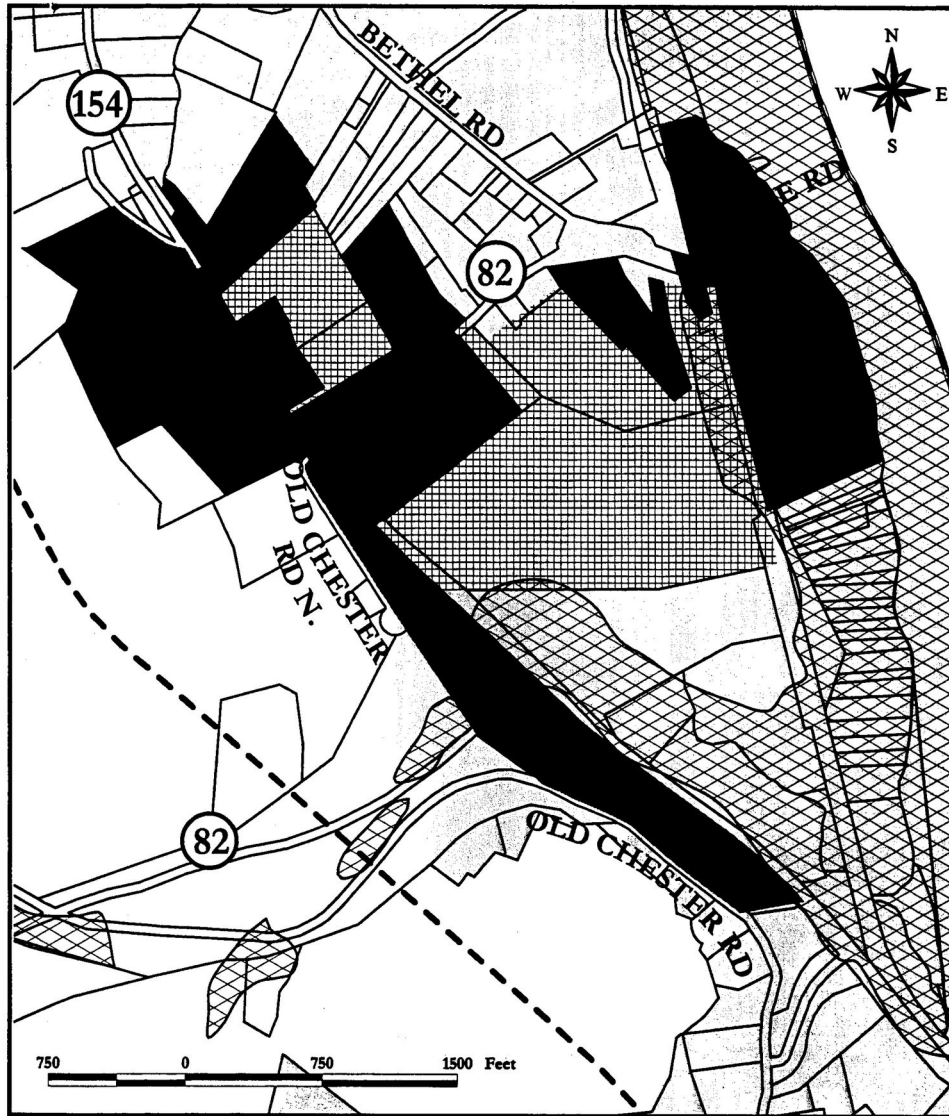 N
W E
S
154
BETHEL RD
E RD
82
OLD CHESTER
RD N.
82
OLD CHESTER RD
750 0 750 1500 Feet